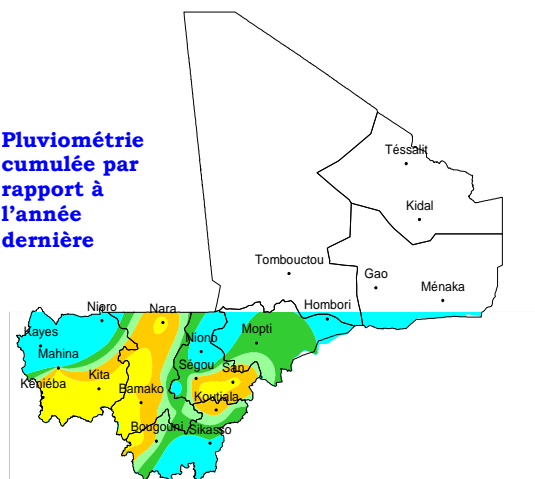 Pluviométrie
cumulée par
rapport à
l'année
dernière
Téssalit
Kidal
Tombouctou
Gao
Ménaka
Hombori
Nioro
Nara
Kayes
Niono
Mopti
Mahina
Ségou
San
Kéniéba
Kita
Bamako
Koutiala
Bougouni
Sikasso